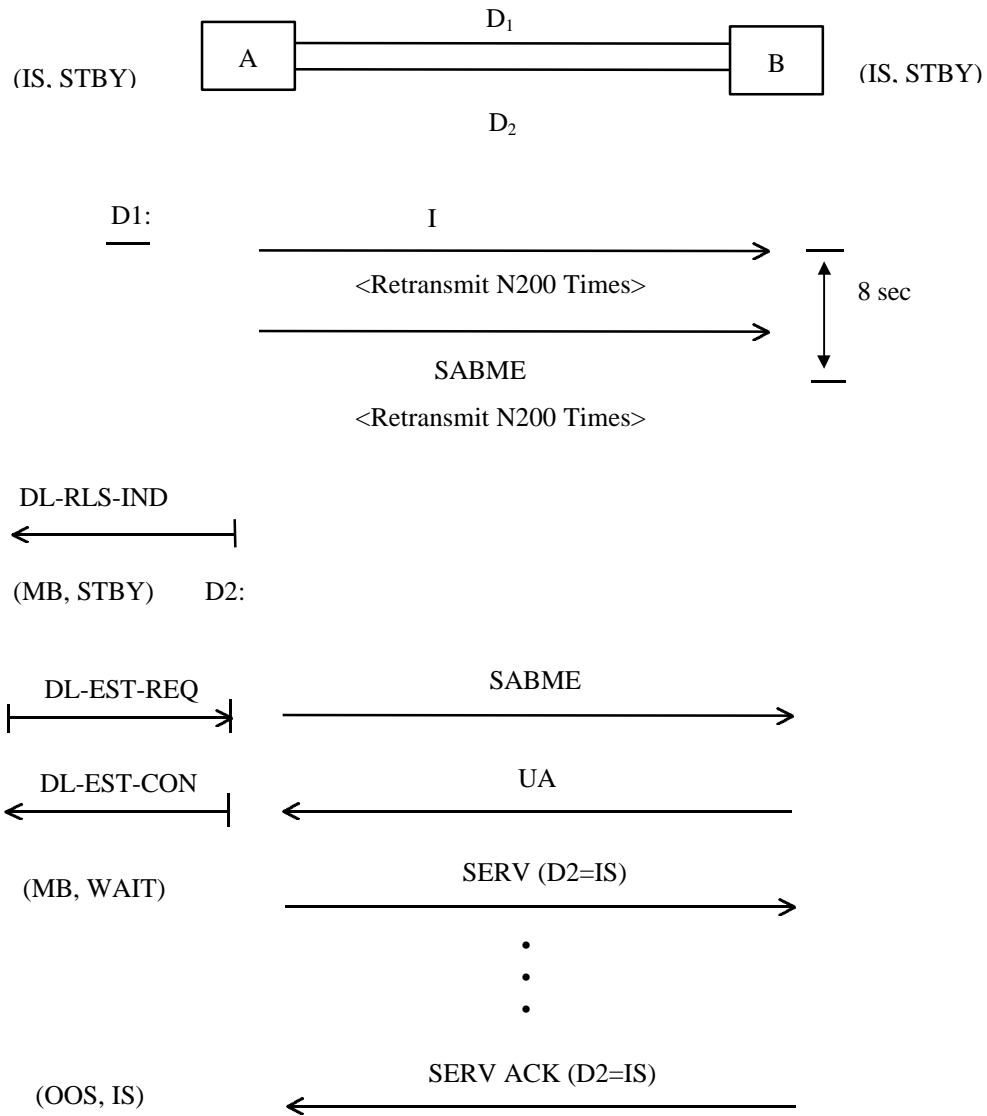 D₁
A
B
(IS, STBY)
(IS, STBY)
D₂
D1:
I
<Retransmit N200 Times>
8 sec
SABME
<Retransmit N200 Times>
DL-RLS-IND
(MB, STBY) D2:
DL-EST-REQ
SABME
DL-EST-CON
UA
(MB, WAIT)
SERV (D2=IS)
SERV ACK (D2=IS)
(OOS, IS)